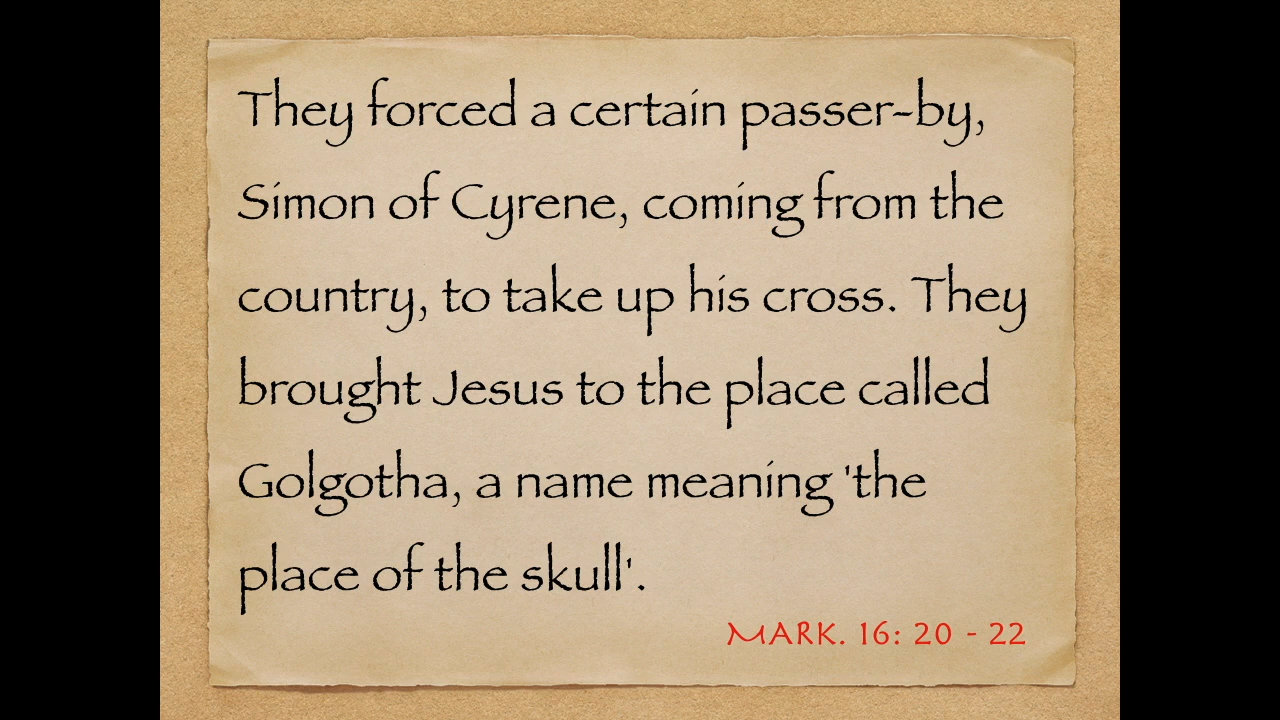 They forced a certain passer-by,
Simon of Cyrene, coming from the
country, to take up his cross. They
brought Jesus to the place called
Golgotha, a name meaning 'the
place of the skull'.
MARK. 16: 20 - 22